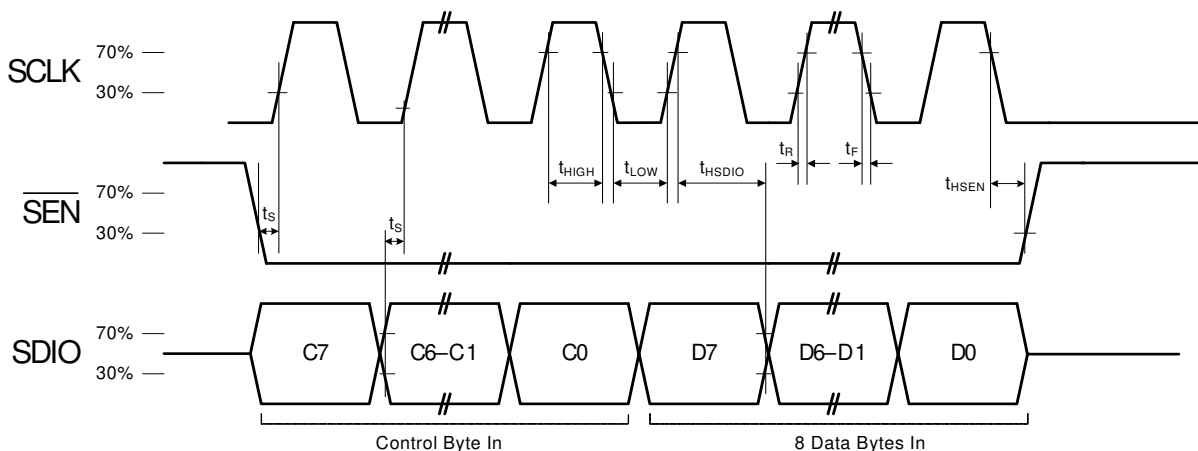 70%
SCLK
30%
tR
tF
tHIGH
tLOW
tHSDIO
tHSEN
SEN
70%
30%
tS
tS
70%
SDIO
30%
C7
C6–C1
C0
D7
D6–D1
D0
Control Byte In
8 Data Bytes In